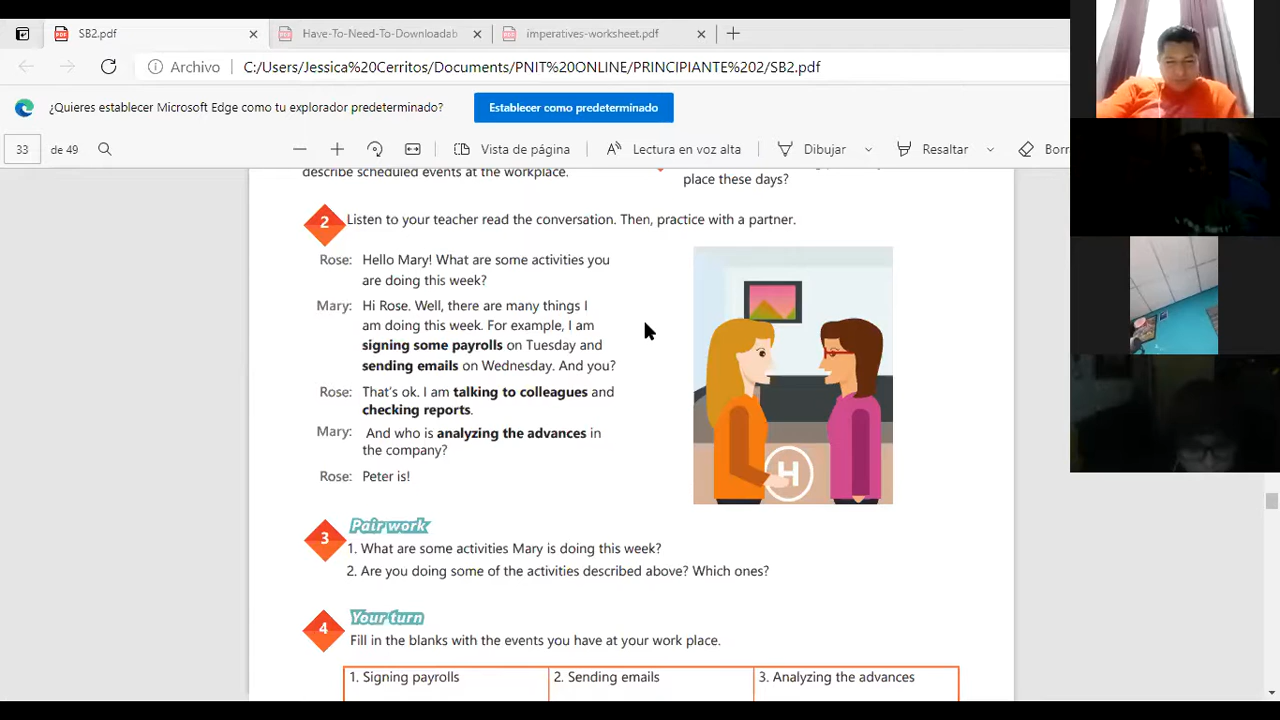 SB2.pdf
Have-To-Need-To-Downloadab
imperatives-worksheet.pdf
Archivo
C:/Users/Jessica%20Cerritos/Documents/PNIT%20ONLINE/PRINCIPIANTE%202/SB2.pdf
¿Quieres establecer Microsoft Edge como tu explorador predeterminado?
Establecer como predeterminado
33
de 49
Vista de página
Lectura en voz alta
Dibujar
Resaltar
Borr
describe scheduled events at the workplace.
place these days?
2
Listen to your teacher read the conversation. Then, practice with a partner.
Rose: Hello Mary! What are some activities you
are doing this week?
Mary: Hi Rose. Well, there are many things I
am doing this week. For example, I am
signing some payrolls on Tuesday and
sending emails on Wednesday. And you?
Rose: That's ok. I am talking to colleagues and
checking reports.
Mary: And who is analyzing the advances in
the company?
Rose: Peter is!
H
3
Pair work
1. What are some activities Mary is doing this week?
2. Are you doing some of the activities described above? Which ones?
4
Your turn
Fill in the blanks with the events you have at your work place.
1. Signing payrolls
2. Sending emails
3. Analyzing the advances